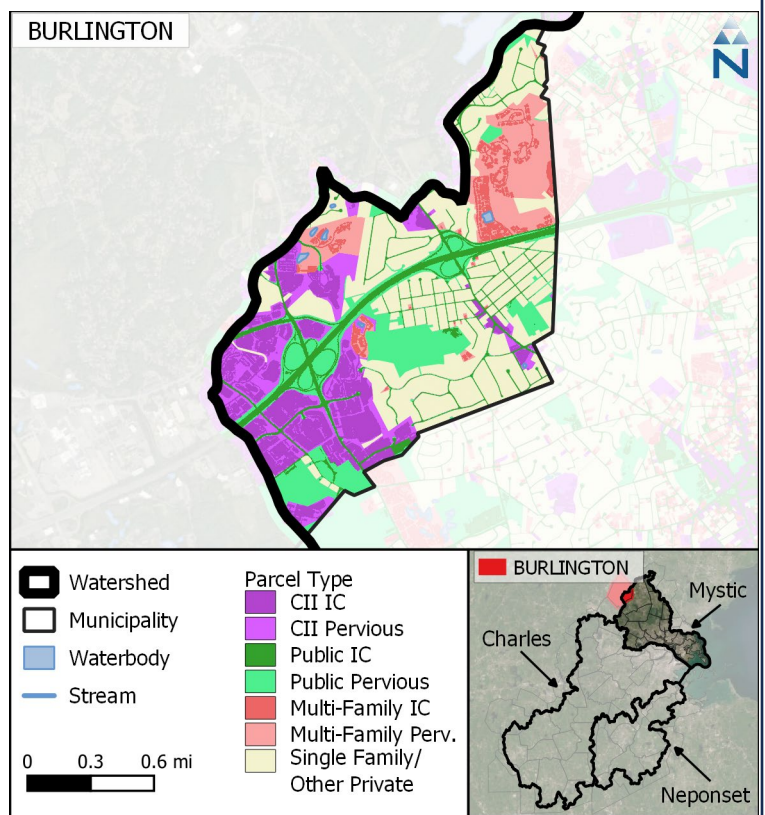 BURLINGTON
N
Watershed
Municipality
Waterbody
Stream
0 0.3 0.6 mi
Parcel Type
CII IC
CII Pervious
Public IC
Public Pervious
Multi-Family IC
Multi-Family Perv.
Single Family/
Other Private
BURLINGTON
Mystic
Charles
Neponset